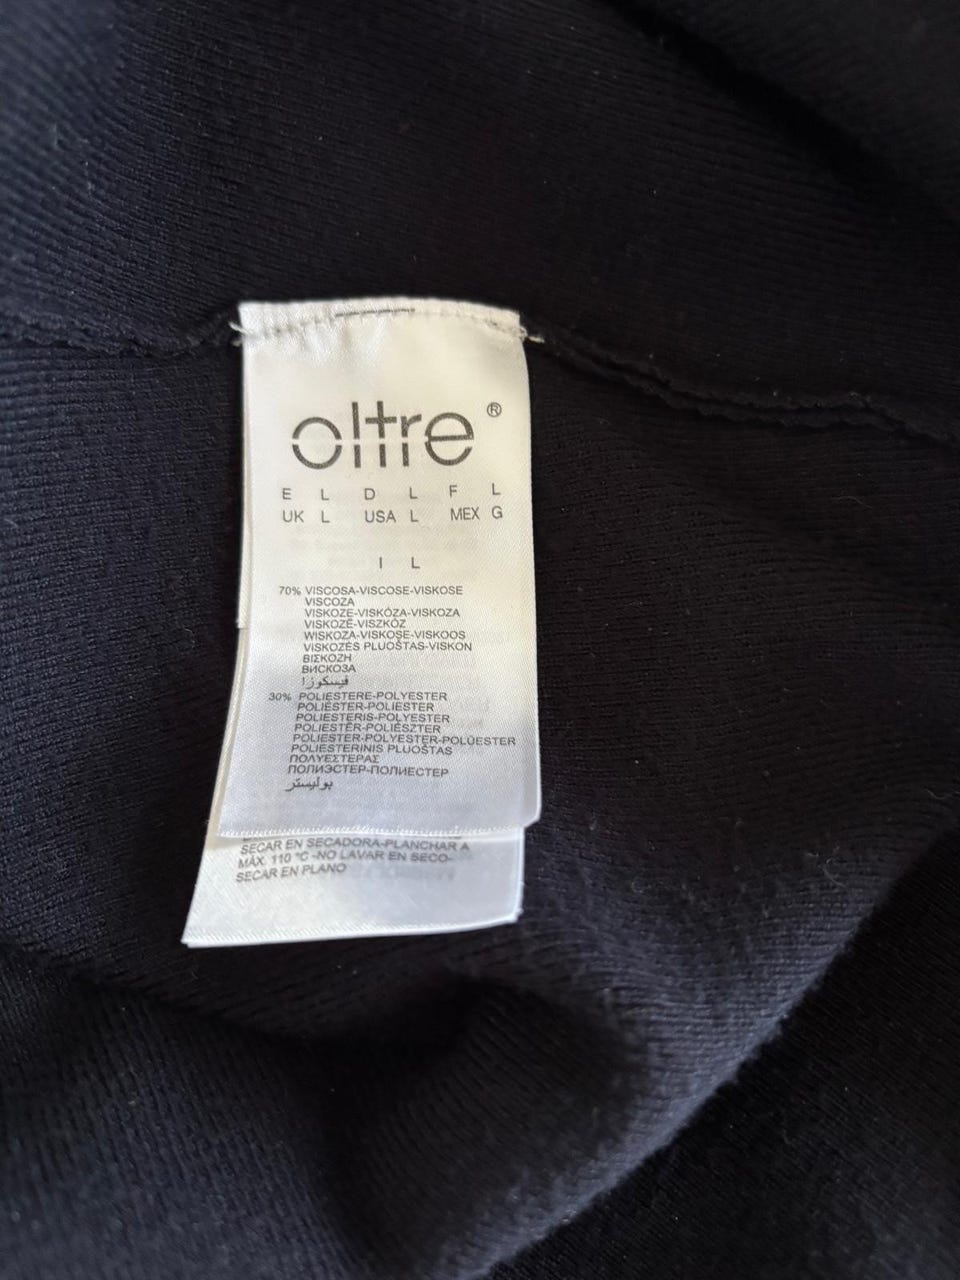 oltre ®
E L D L F L
UK L USA L MEX G
I L
70% VISCOSA-VISCOSE-VISKOSE
VISCOZA
VISKOZE-VISKÓZA-VISKOZA
VISKOZĖ-VISZKÓZ
WISKOZA-VISKOSE-VISKOOS
VISKOZĖS PLUOŠTAS-VISKON
ΒΙΣΚΟΖΗ
ВИСКОЗА
فيسكوزا
30% POLIESTERE-POLYESTER
POLIÉSTER-POLIESTER
POLIESTERIS-POLYESTER
POLIESTĒR-POLIÉSZTER
POLIESTER-POLYESTER-POLÜESTER
POLIESTERINIS PLUOŠTAS
ΠΟΛΥΕΣΤΕΡΑΣ
ПОЛИЭСТЕР-ПОЛИЕСТЕР
بوليستر
SECAR EN SECADORA-PLANCHAR A
MÁX. 110 °C -NO LAVAR EN SECO-
SECAR EN PLANO